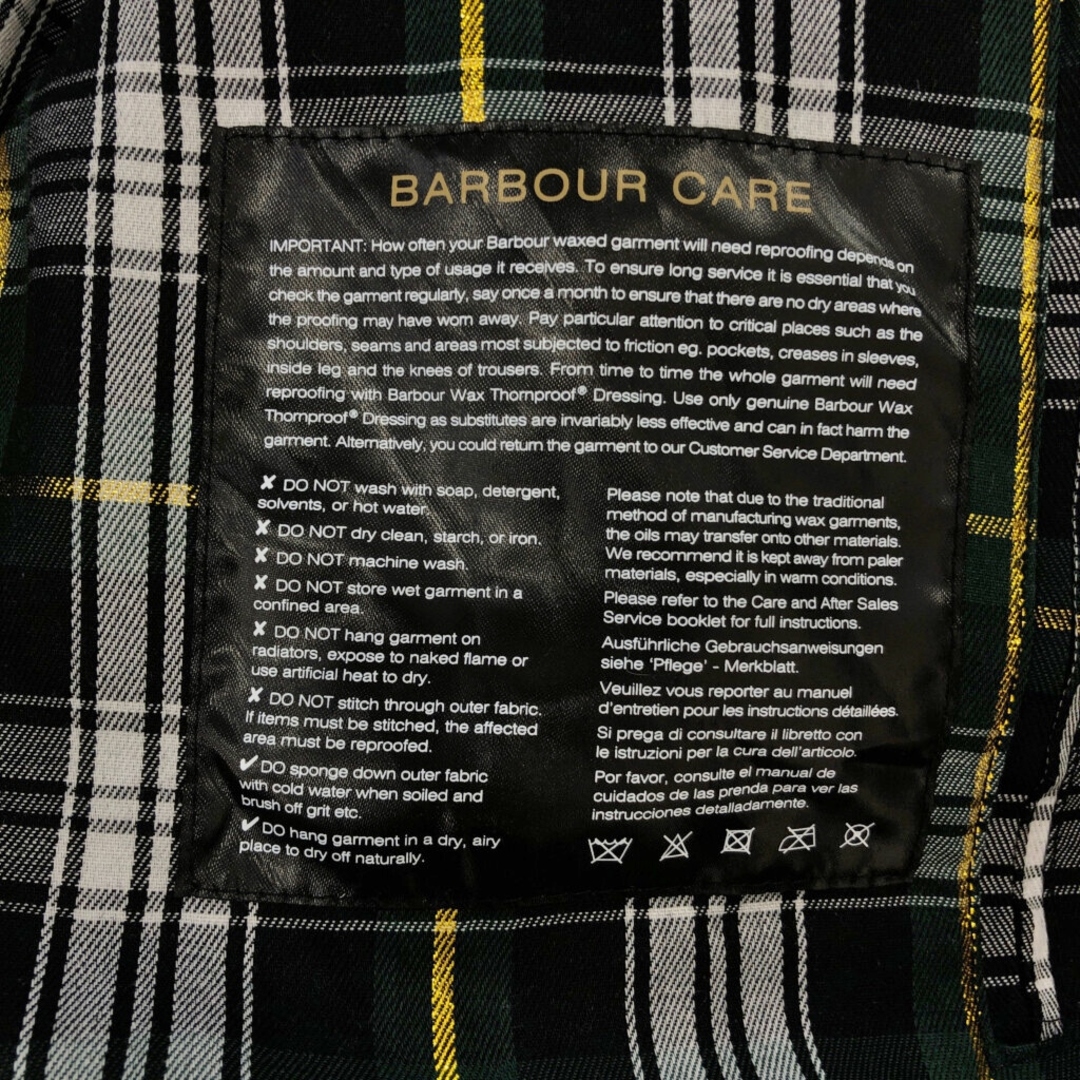 BARBOUR CARE
IMPORTANT: How often your Barbour waxed garment will need reproofing depends on
the amount and type of usage it receives. To ensure long service it is essential that you
check the garment regularly, say once a month to ensure that there are no dry areas where
the proofing may have worn away. Pay particular attention to critical places such as the
shoulders, seams and areas most subjected to friction eg. pockets, creases in sleeves,
inside leg and the knees of trousers. From time to time the whole garment will need
reproofing with Barbour Wax Thornproof® Dressing. Use only genuine Barbour Wax
Thornproof® Dressing as substitutes are invariably less effective and can in fact harm the
garment. Alternatively, you could return the garment to our Customer Service Department.
✘ DO NOT wash with soap, detergent,
solvents, or hot water.
✘ DO NOT dry clean, starch, or iron.
✘ DO NOT machine wash.
✘ DO NOT store wet garment in a
confined area.
✘ DO NOT hang garment on
radiators, expose to naked flame or
use artificial heat to dry.
✘ DO NOT stitch through outer fabric.
If items must be stitched, the affected
area must be reproofed.
✔ DO sponge down outer fabric
with cold water when soiled and
brush off grit etc.
✔ DO hang garment in a dry, airy
place to dry off naturally.
Please note that due to the traditional
method of manufacturing wax garments,
the oils may transfer onto other materials.
We recommend it is kept away from paler
materials, especially in warm conditions.
Please refer to the Care and After Sales
Service booklet for full instructions.
Ausführliche Gebrauchsanweisungen
siehe 'Pflege' - Merkblatt.
Veuillez vous reporter au manuel
d'entretien pour les instructions détaillées.
Si prega di consultare il libretto con
le istruzioni per la cura dell'articolo.
Por favor, consulte el manual de
cuidados de las prenda para ver las
instrucciones detalladamente.